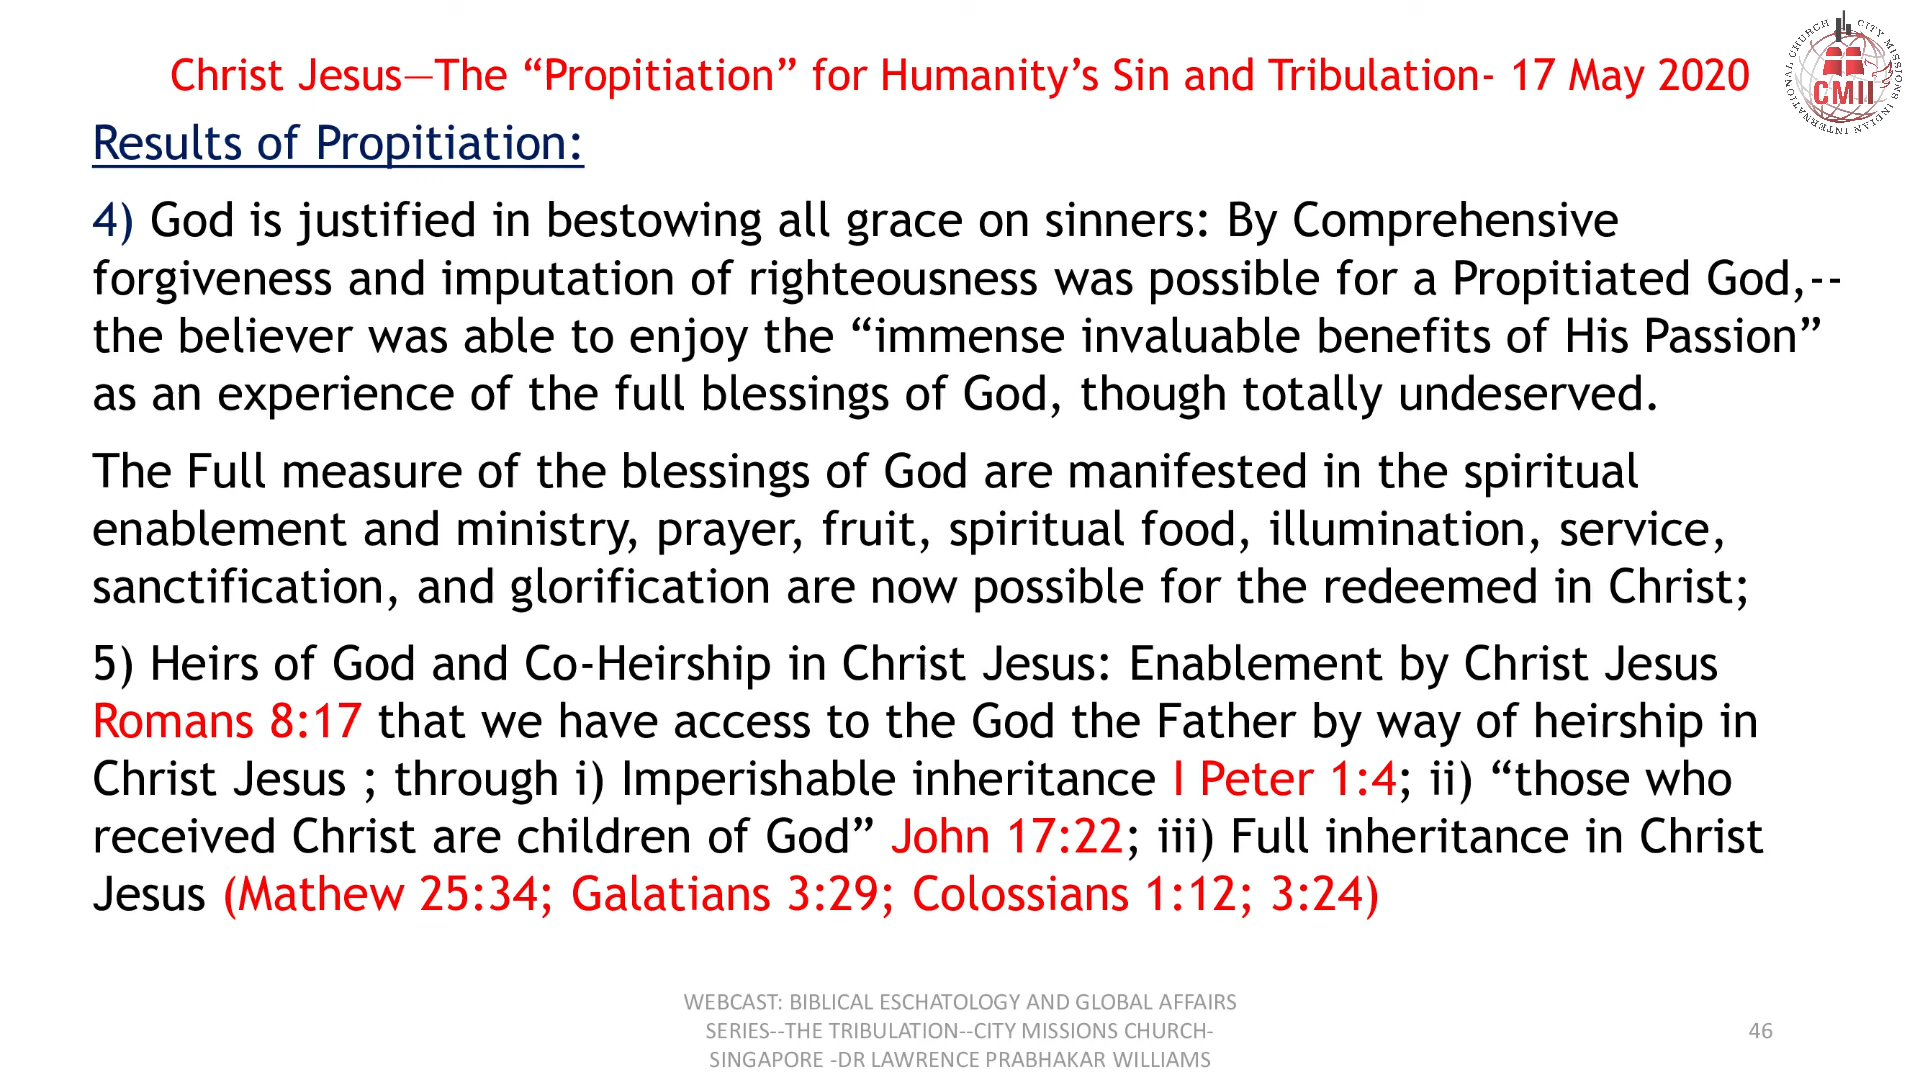 Christ Jesus—The “Propitiation” for Humanity’s Sin and Tribulation- 17 May 2020
CHURCH CITY MISSIONS INDIAN INTERNATIONAL
CMII
Results of Propitiation:
4) God is justified in bestowing all grace on sinners: By Comprehensive
forgiveness and imputation of righteousness was possible for a Propitiated God,--
the believer was able to enjoy the “immense invaluable benefits of His Passion”
as an experience of the full blessings of God, though totally undeserved.
The Full measure of the blessings of God are manifested in the spiritual
enablement and ministry, prayer, fruit, spiritual food, illumination, service,
sanctification, and glorification are now possible for the redeemed in Christ;
5) Heirs of God and Co-Heirship in Christ Jesus: Enablement by Christ Jesus
Romans 8:17 that we have access to the God the Father by way of heirship in
Christ Jesus ; through i) Imperishable inheritance I Peter 1:4; ii) “those who
received Christ are children of God” John 17:22; iii) Full inheritance in Christ
Jesus (Mathew 25:34; Galatians 3:29; Colossians 1:12; 3:24)
WEBCAST: BIBLICAL ESCHATOLOGY AND GLOBAL AFFAIRS
SERIES--THE TRIBULATION--CITY MISSIONS CHURCH-
SINGAPORE -DR LAWRENCE PRABHAKAR WILLIAMS
46